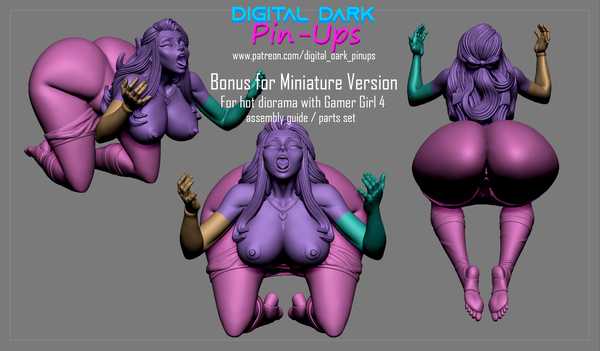 DIGITAL DARK
Pin-Ups
www.patreon.com/digital_dark_pinups
Bonus for Miniature Version
For hot diorama with Gamer Girl 4
assembly guide / parts set